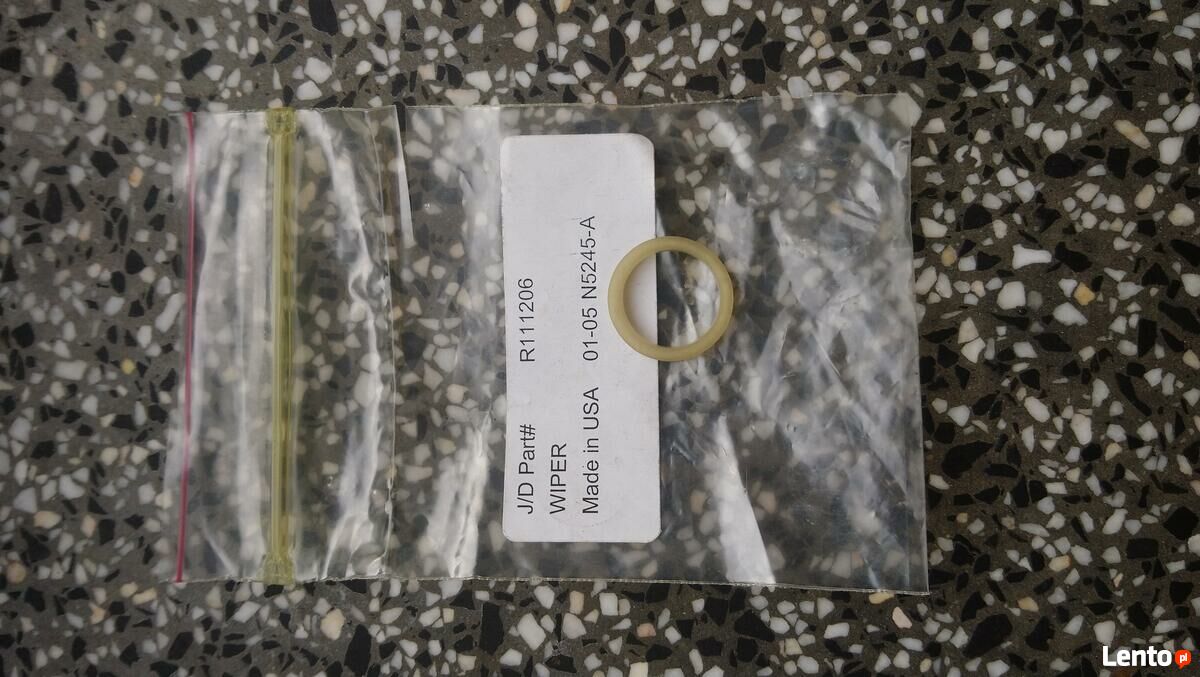 J/D Part# R111206
WIPER
Made in USA 01-05 N5245-A
Lento.pl